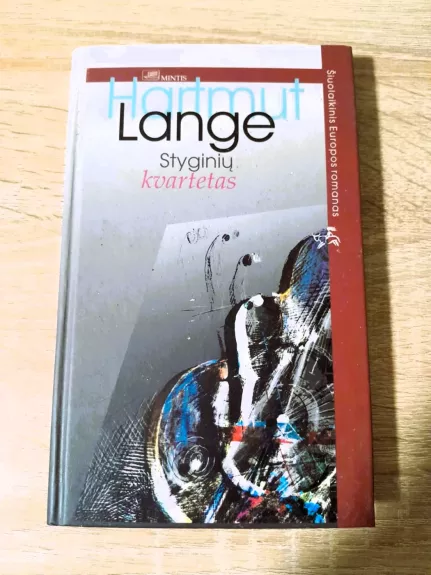 MINTIS
Hartmut
Lange
Styginių
kvartetas
Šiuolaikinis Europos romanas